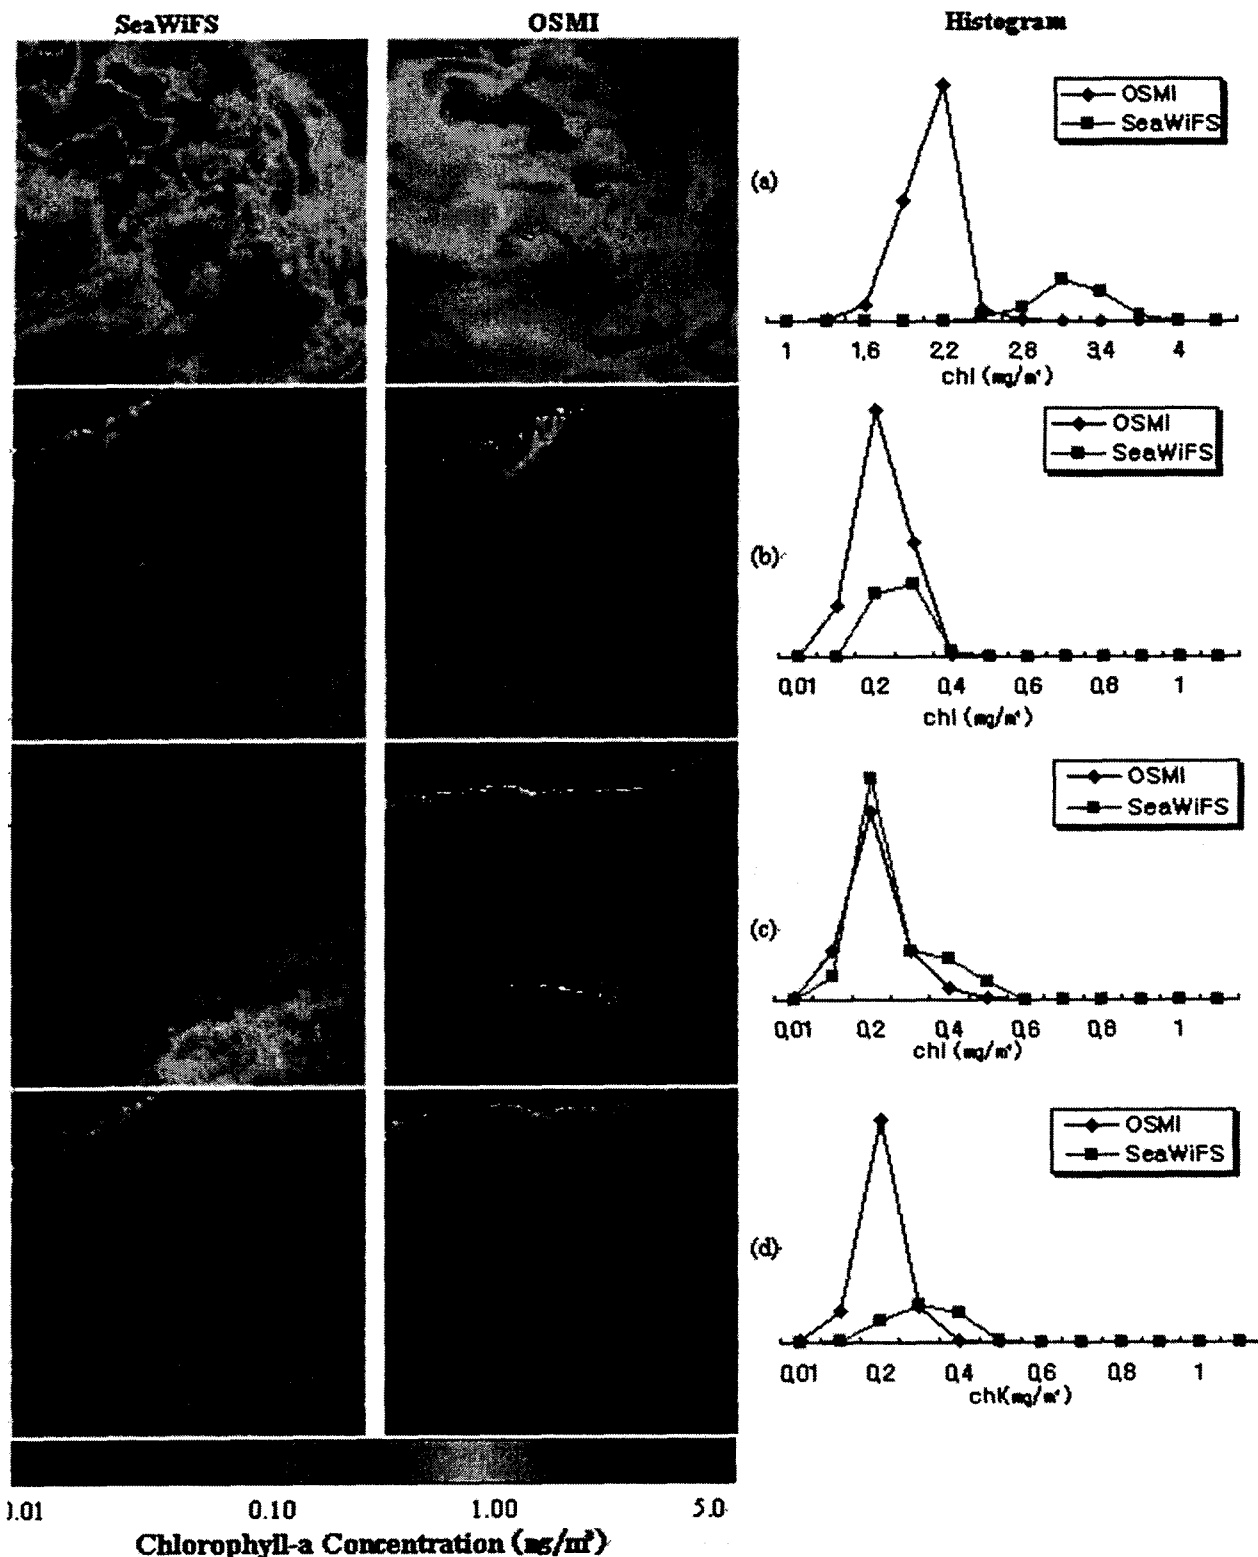 SeaWiFS OSMI Histogram
OSMI
SeaWiFS
(a)
1 1,6 2,2 2,8 3,4 4
chl (mg/m³)
OSMI
SeaWiFS
(b)
0,01 0,2 0,4 0,6 0,8 1
chl (mg/m³)
OSMI
SeaWiFS
(c)
0,01 0,2 0,4 0,6 0,8 1
chl (mg/m³)
OSMI
SeaWiFS
(d)
0,01 0,2 0,4 0,6 0,8 1
chl(mg/m³)
0.01 0.10 1.00 5.0
Chlorophyll-a Concentration (mg/m³)